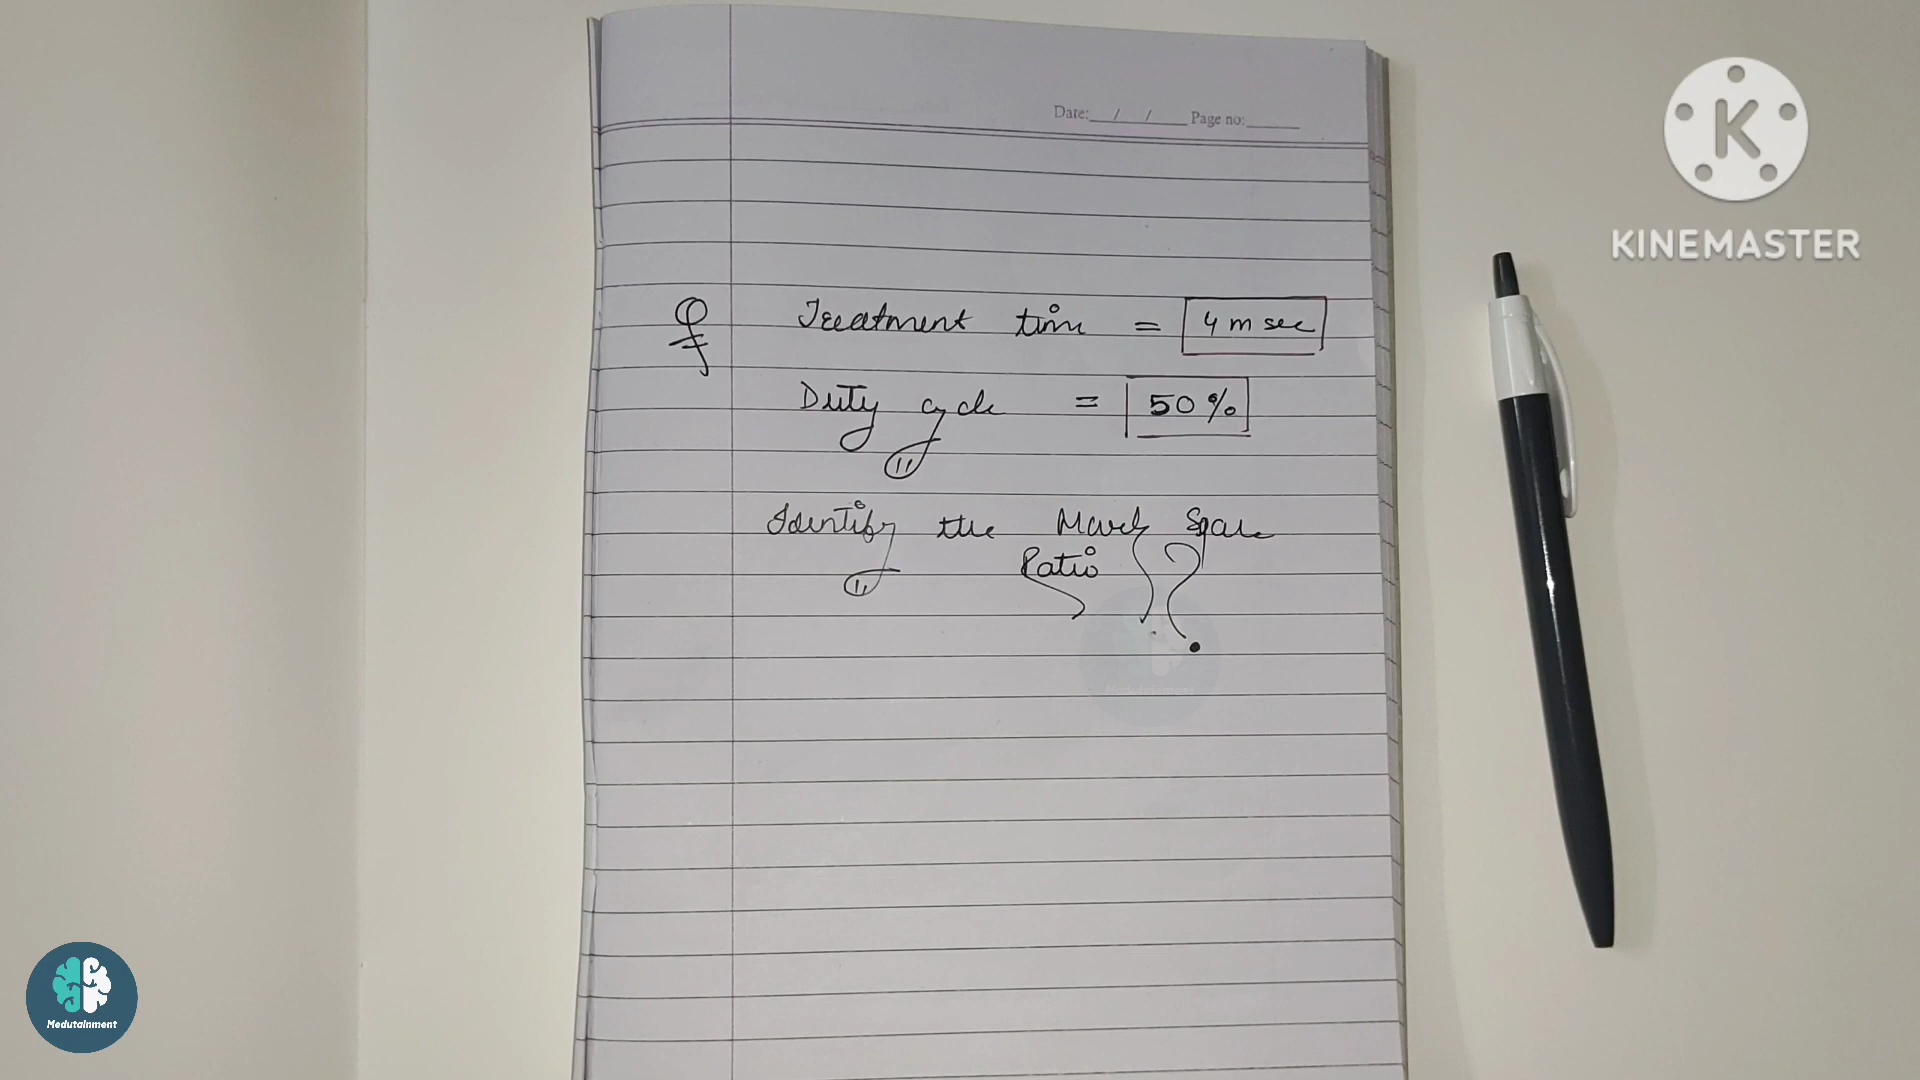 Date: / / Page no:
KINEMASTER
Q Treatment time = 4 m sec
Duty cycle = 50%
Identify the Mark Space
Ratio ?
Medutainment